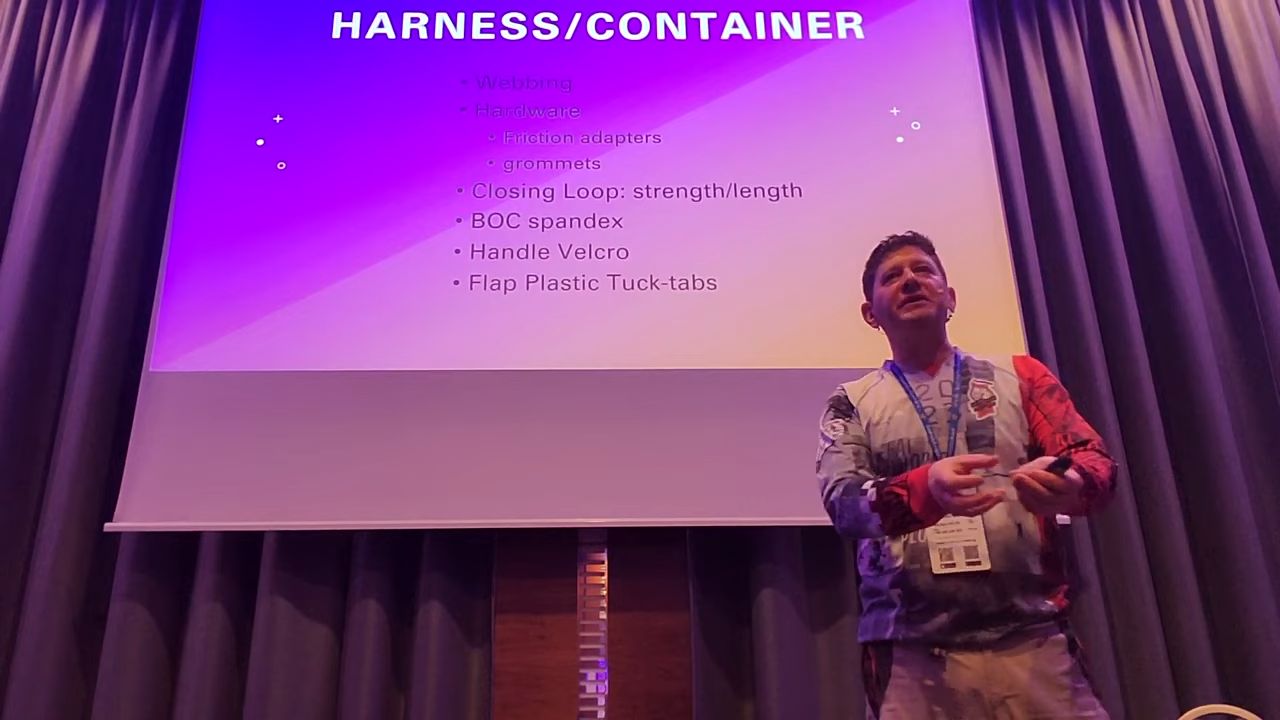 HARNESS/CONTAINER
• Webbing
• Hardware
• Friction adapters
• grommets
• Closing Loop: strength/length
• BOC spandex
• Handle Velcro
• Flap Plastic Tuck-tabs
20